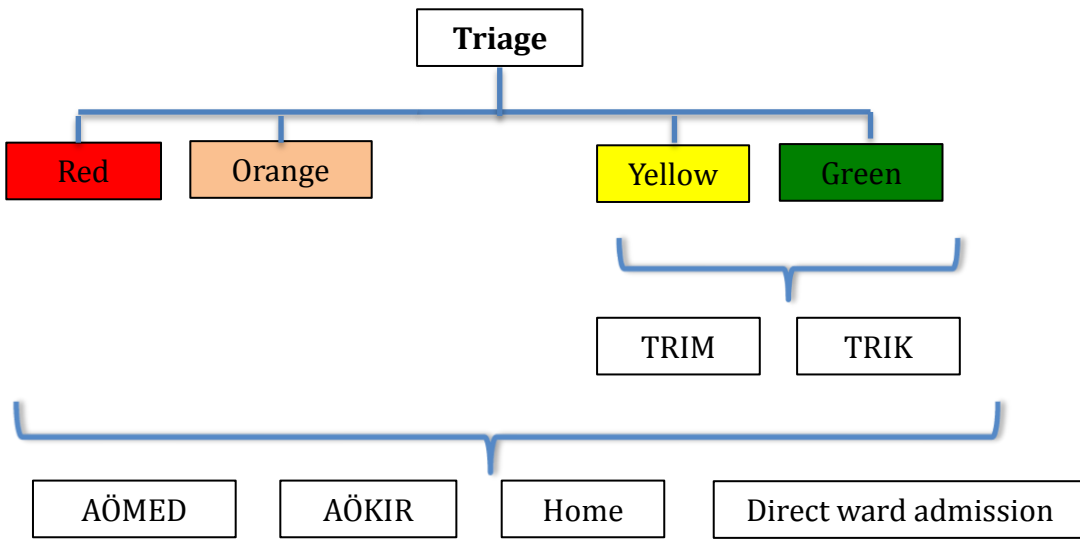 Triage
Red
Orange
Yellow
Green
TRIM
TRIK
AÖMED
AÖKIR
Home
Direct ward admission